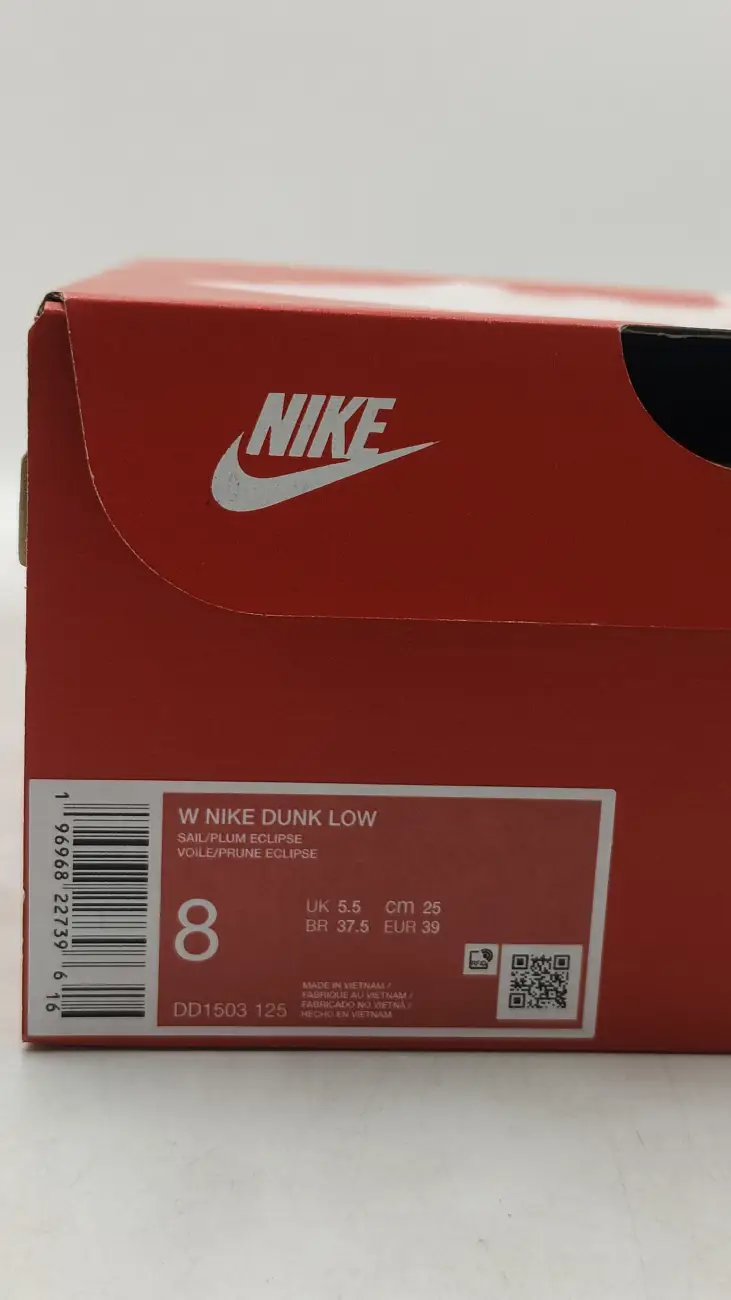 NIKE
W NIKE DUNK LOW
SAIL/PLUM ECLIPSE
VOILE/PRUNE ECLIPSE
8
UK 5.5 cm 25
BR 37.5 EUR 39
DD1503 125
MADE IN VIETNAM /
FABRIQUE AU VIETNAM /
FABRICADO NO VIETNÃ /
HECHO EN VIETNAM
RFID
1 96968 22739 6 16